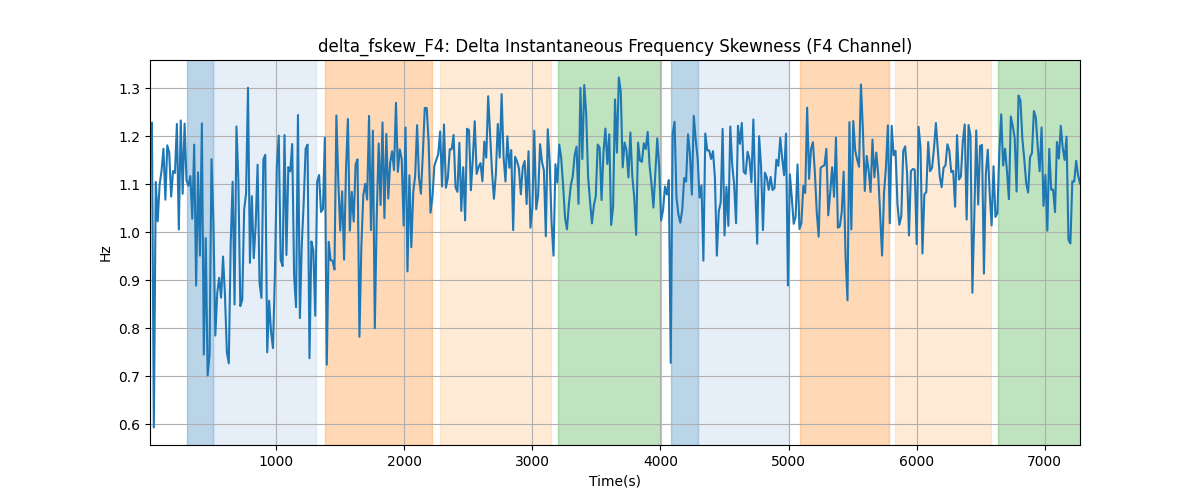 delta_fskew_F4: Delta Instantaneous Frequency Skewness (F4 Channel)
Hz
1.3
1.2
1.1
1.0
0.9
0.8
0.7
0.6
1000 2000 3000 4000 5000 6000 7000
Time(s)